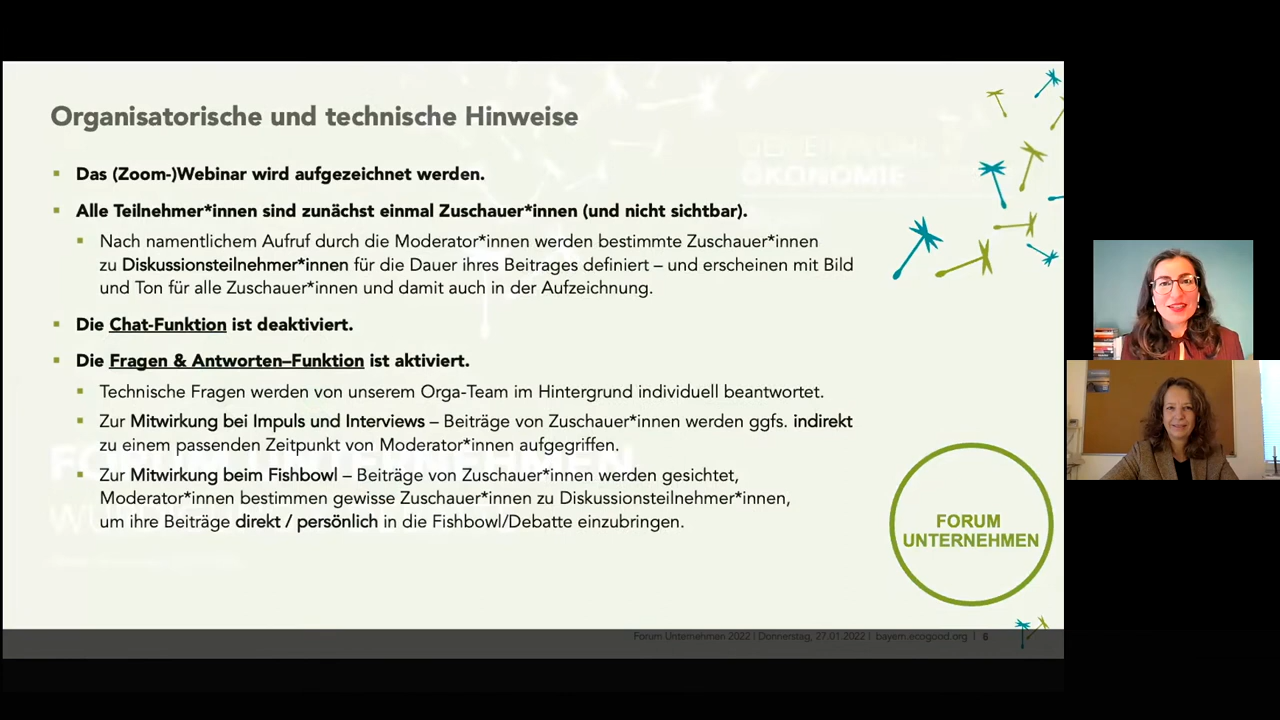 Organisatorische und technische Hinweise
▪ Das (Zoom-)Webinar wird aufgezeichnet werden.
▪ Alle Teilnehmer*innen sind zunächst einmal Zuschauer*innen (und nicht sichtbar).
▪ Nach namentlichem Aufruf durch die Moderator*innen werden bestimmte Zuschauer*innen
zu Diskussionsteilnehmer*innen für die Dauer ihres Beitrages definiert – und erscheinen mit Bild
und Ton für alle Zuschauer*innen und damit auch in der Aufzeichnung.
▪ Die Chat-Funktion ist deaktiviert.
▪ Die Fragen & Antworten–Funktion ist aktiviert.
▪ Technische Fragen werden von unserem Orga-Team im Hintergrund individuell beantwortet.
▪ Zur Mitwirkung bei Impuls und Interviews – Beiträge von Zuschauer*innen werden ggfs. indirekt
zu einem passenden Zeitpunkt von Moderator*innen aufgegriffen.
▪ Zur Mitwirkung beim Fishbowl – Beiträge von Zuschauer*innen werden gesichtet,
Moderator*innen bestimmen gewisse Zuschauer*innen zu Diskussionsteilnehmer*innen,
um ihre Beiträge direkt / persönlich in die Fishbowl/Debatte einzubringen.
GEMEINWOHL
ÖKONOMIE
FORUM
UNTERNEHMEN
Forum Unternehmen 2022 | Donnerstag, 27.01.2022 | bayern.ecogood.org | 6